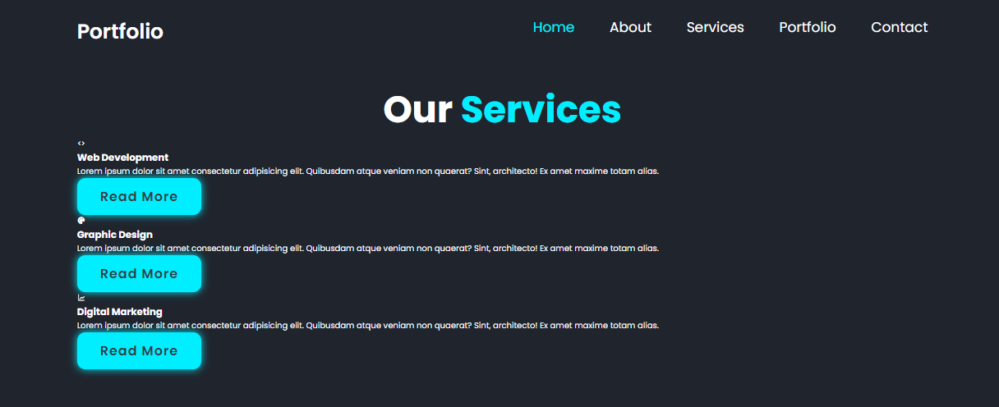 Portfolio
Home About Services Portfolio Contact
Our Services
Web Development
Lorem ipsum dolor sit amet consectetur adipisicing elit. Quibusdam atque veniam non quaerat? Sint, architecto! Ex amet maxime totam alias.
Read More
Graphic Design
Lorem ipsum dolor sit amet consectetur adipisicing elit. Quibusdam atque veniam non quaerat? Sint, architecto! Ex amet maxime totam alias.
Read More
Digital Marketing
Lorem ipsum dolor sit amet consectetur adipisicing elit. Quibusdam atque veniam non quaerat? Sint, architecto! Ex amet maxime totam alias.
Read More